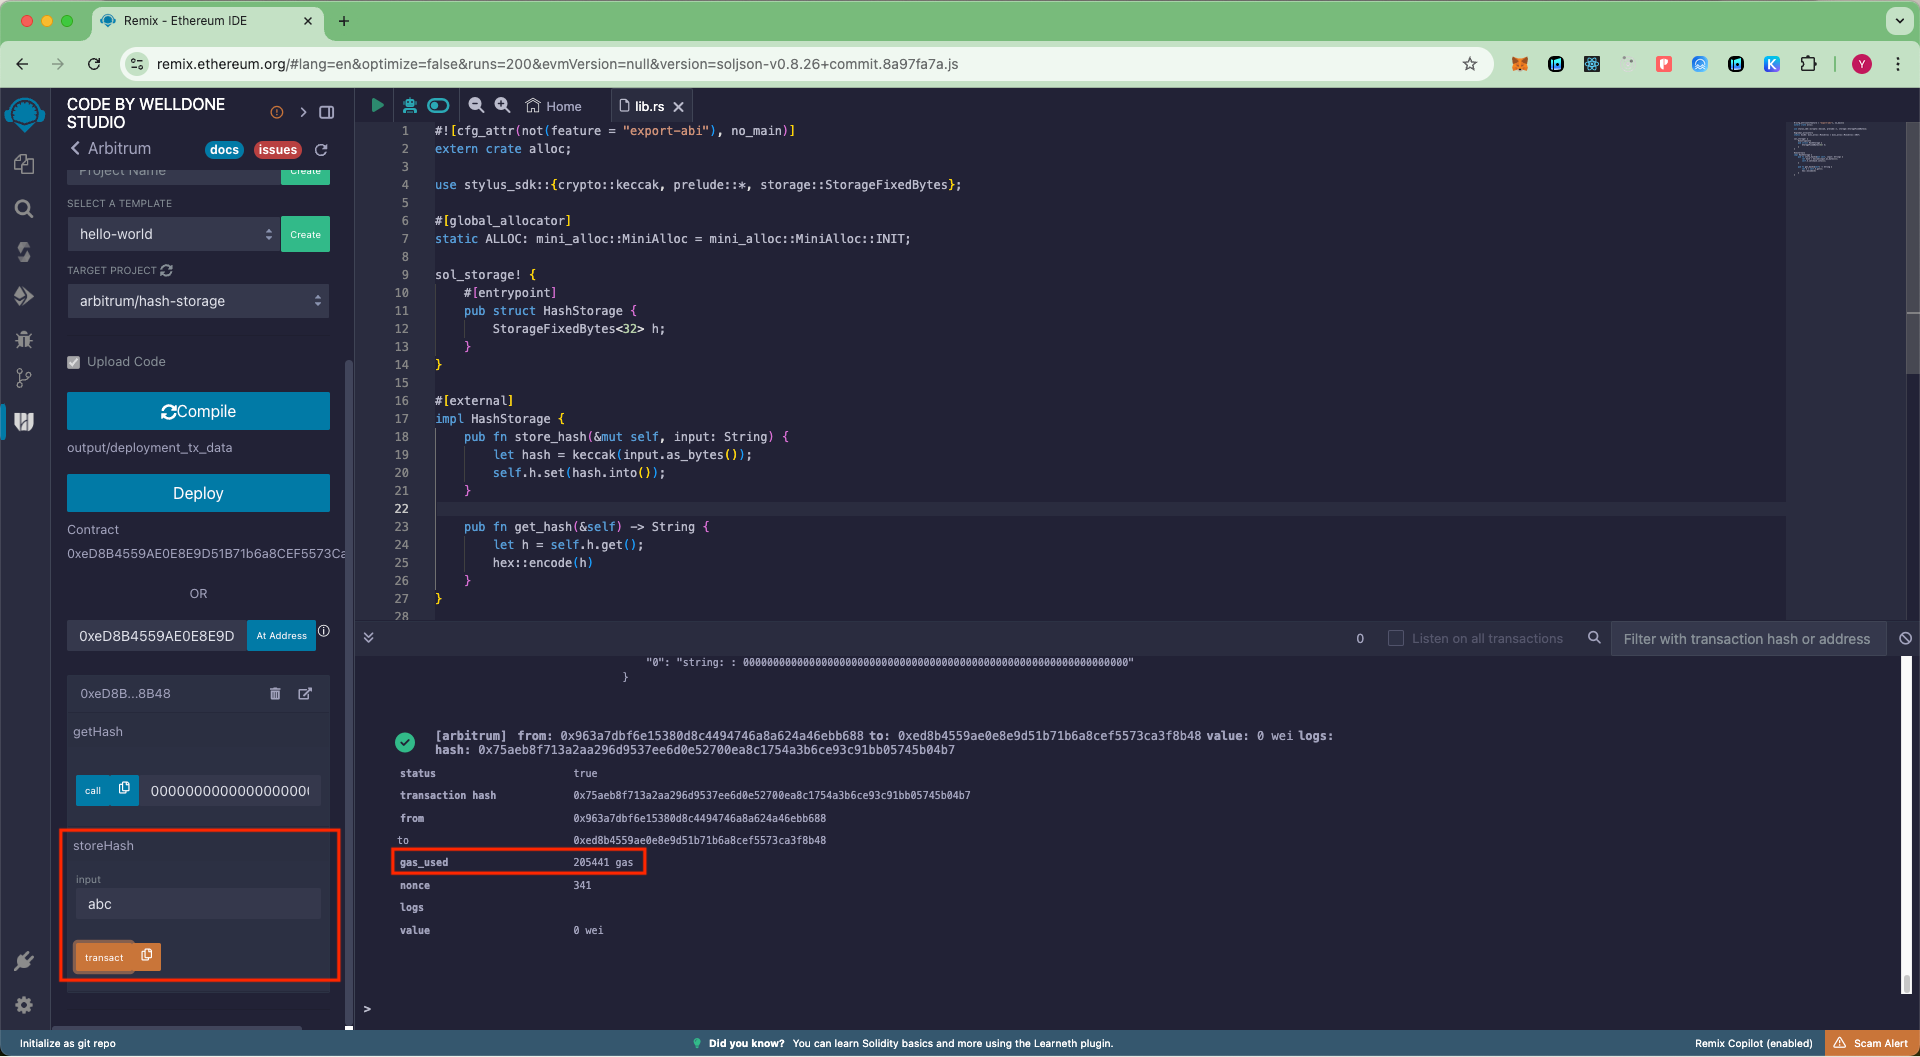 Remix - Ethereum IDE
remix.ethereum.org/#lang=en&optimize=false&runs=200&evmVersion=null&version=soljson-v0.8.26+commit.8a97fa7a.js
CODE BY WELLDONE
STUDIO
Arbitrum
docs
issues
Project Name
Create
SELECT A TEMPLATE
hello-world
Create
TARGET PROJECT
arbitrum/hash-storage
Upload Code
Compile
output/deployment_tx_data
Deploy
Contract
0xeD8B4559AE0E8E9D51B71b6a8CEF5573Ca
OR
0xeD8B4559AE0E8E9D
At Address
0xeD8B...8B48
getHash
call
storeHash
input
abc
transact
Home
lib.rs
1 #![cfg_attr(not(feature = "export-abi"), no_main)]
2 extern crate alloc;
3
4 use stylus_sdk::{crypto::keccak, prelude::*, storage::StorageFixedBytes};
5
6 #[global_allocator]
7 static ALLOC: mini_alloc::MiniAlloc = mini_alloc::MiniAlloc::INIT;
8
9 sol_storage! {
10 #[entrypoint]
11 pub struct HashStorage {
12 StorageFixedBytes<32> h;
13 }
14 }
15
16 #[external]
17 impl HashStorage {
18 pub fn store_hash(&mut self, input: String) {
19 let hash = keccak(input.as_bytes());
20 self.h.set(hash.into());
21 }
22
23 pub fn get_hash(&self) -> String {
24 let h = self.h.get();
25 hex::encode(h)
26 }
27 }
28
0
Listen on all transactions
Filter with transaction hash or address
"0": "string: : 0000000000000000000000000000000000000000000000000000000000000000"
}
[arbitrum] from: 0x963a7dbf6e15380d8c4494746a8a624a46ebb688 to: 0xed8b4559ae0e8e9d51b71b6a8cef5573ca3f8b48 value: 0 wei logs:
hash: 0x75aeb8f713a2aa296d9537ee6d0e52700ea8c1754a3b6ce93c91bb05745b04b7
status true
transaction hash 0x75aeb8f713a2aa296d9537ee6d0e52700ea8c1754a3b6ce93c91bb05745b04b7
from 0x963a7dbf6e15380d8c4494746a8a624a46ebb688
to 0xed8b4559ae0e8e9d51b71b6a8cef5573ca3f8b48
gas_used 205441 gas
nonce 341
logs
value 0 wei
>
Initialize as git repo
Did you know? You can learn Solidity basics and more using the Learneth plugin.
Remix Copilot (enabled)
Scam Alert